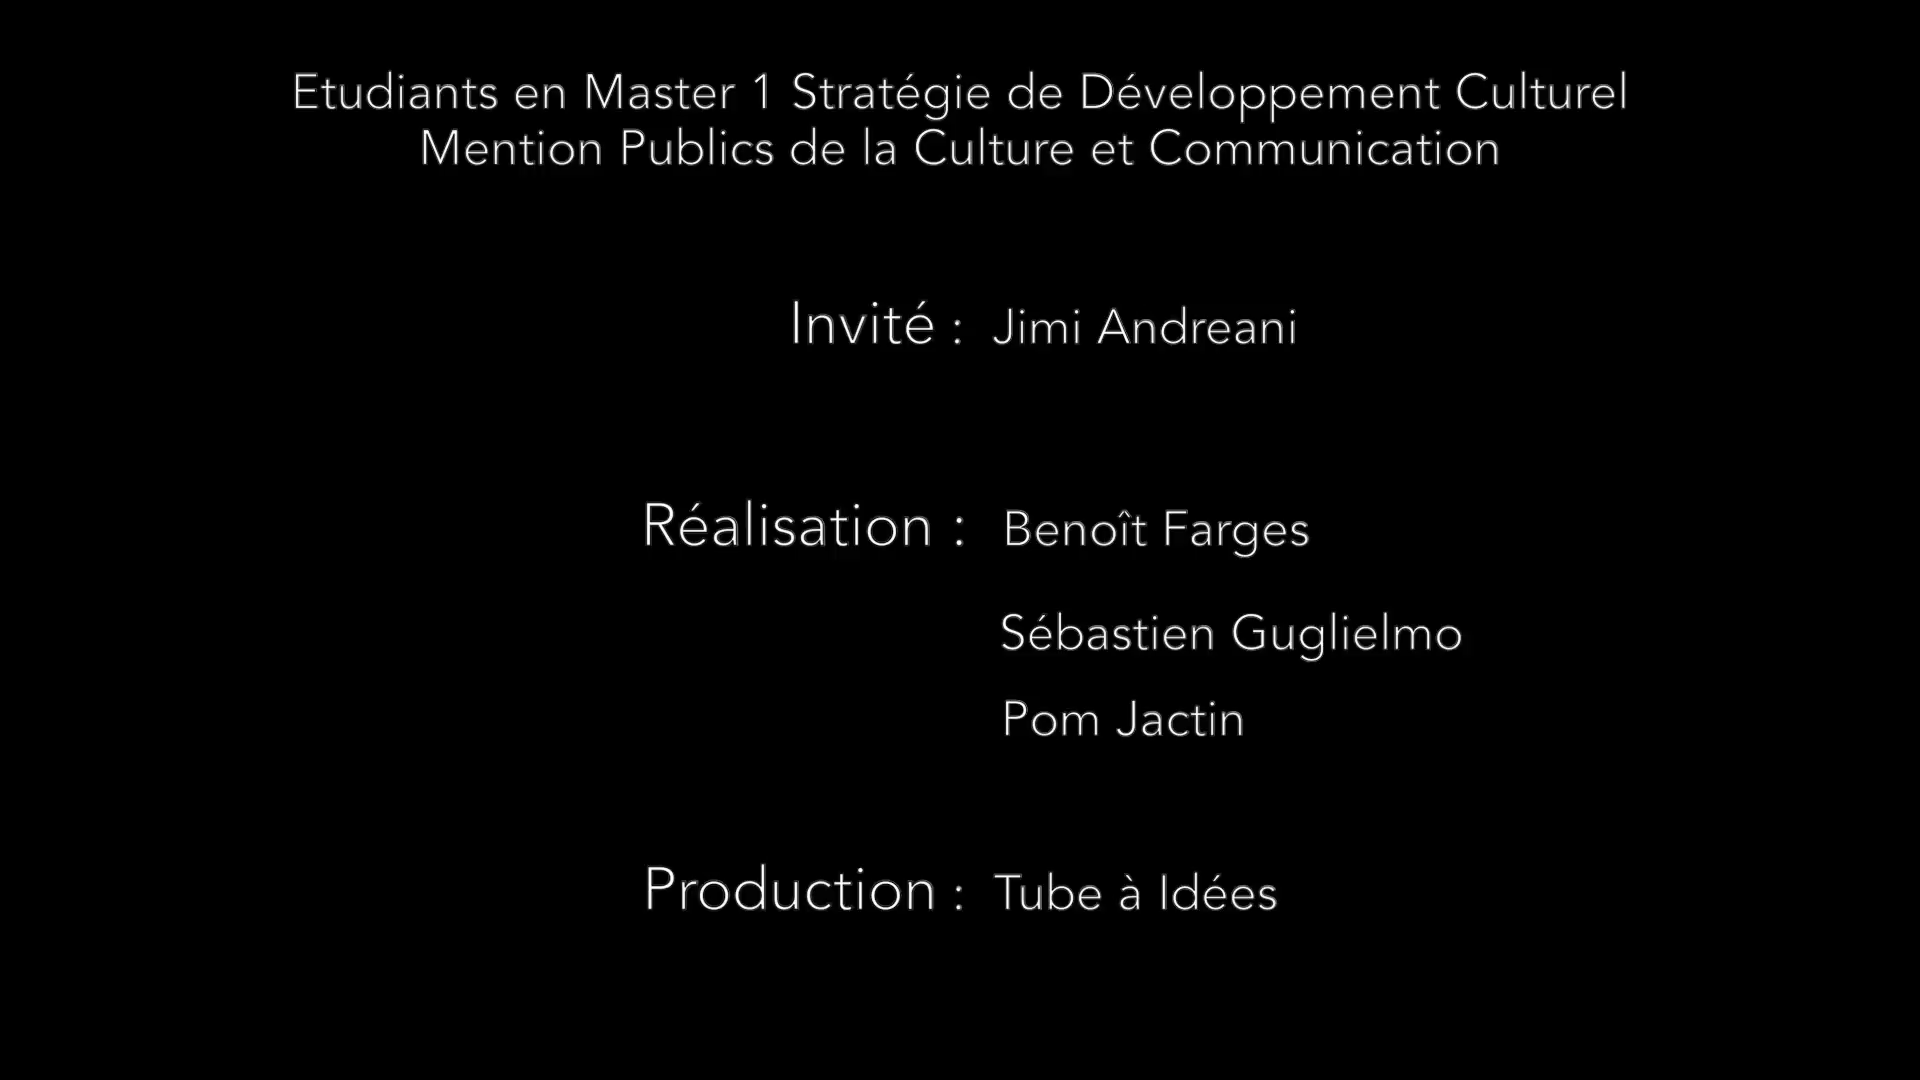 Etudiants en Master 1 Stratégie de Développement Culturel
Mention Publics de la Culture et Communication
Invité : Jimi Andreani
Réalisation : Benoît Farges
Sébastien Guglielmo
Pom Jactin
Production : Tube à Idées